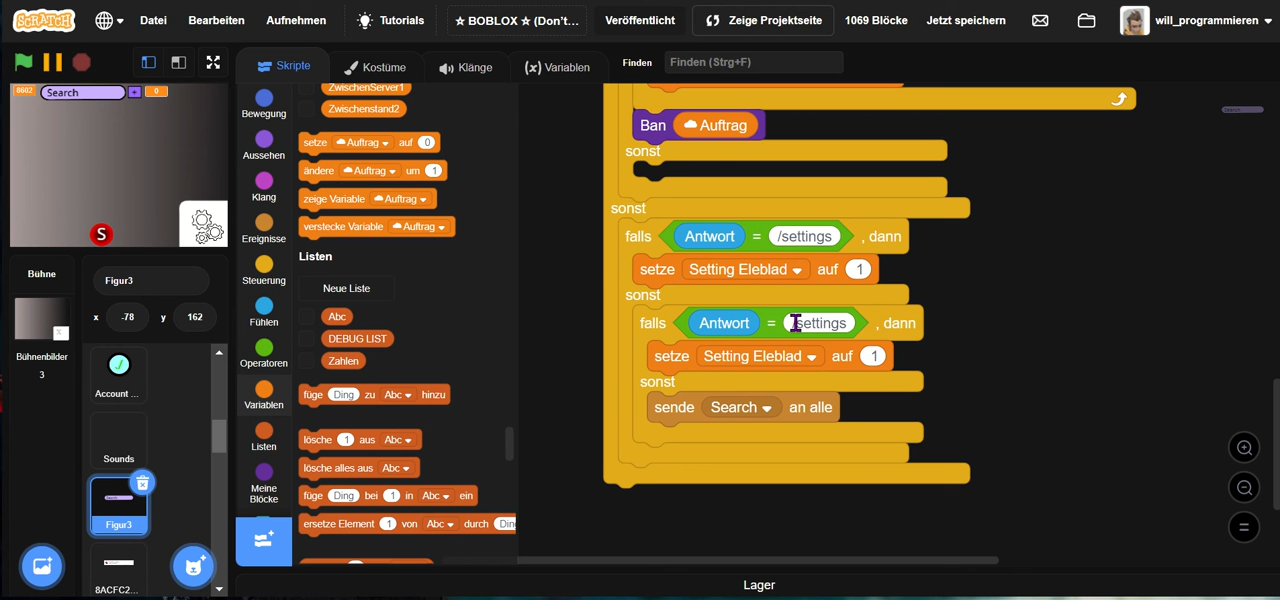 SCRATCH
Datei
Bearbeiten
Aufnehmen
Tutorials
★ BOBLOX ★ (Don't...
Veröffentlicht
Zeige Projektseite
1069 Blöcke
Jetzt speichern
will_programmieren
Skripte
Kostüme
Klänge
(x) Variablen
Finden
Finden (Strg+F)
8602
Search
+
0
S
Bühne
Bühnenbilder
3
Figur3
x
-78
y
162
Account ...
Sounds
Figur3
8ACFC2...
Bewegung
Aussehen
Klang
Ereignisse
Steuerung
Fühlen
Operatoren
Variablen
Listen
Meine
Blöcke
ZwischenServer1
Zwischenstand2
setze Auftrag auf 0
ändere Auftrag um 1
zeige Variable Auftrag
verstecke Variable Auftrag
Listen
Neue Liste
Abc
DEBUG LIST
Zahlen
füge Ding zu Abc hinzu
lösche 1 aus Abc
lösche alles aus Abc
füge Ding bei 1 in Abc ein
ersetze Element 1 von Abc durch Ding
Ban Auftrag
sonst
sonst
falls Antwort = /settings , dann
setze Setting Eleblad auf 1
sonst
falls Antwort = /settings , dann
setze Setting Eleblad auf 1
sonst
sende Search an alle
Lager